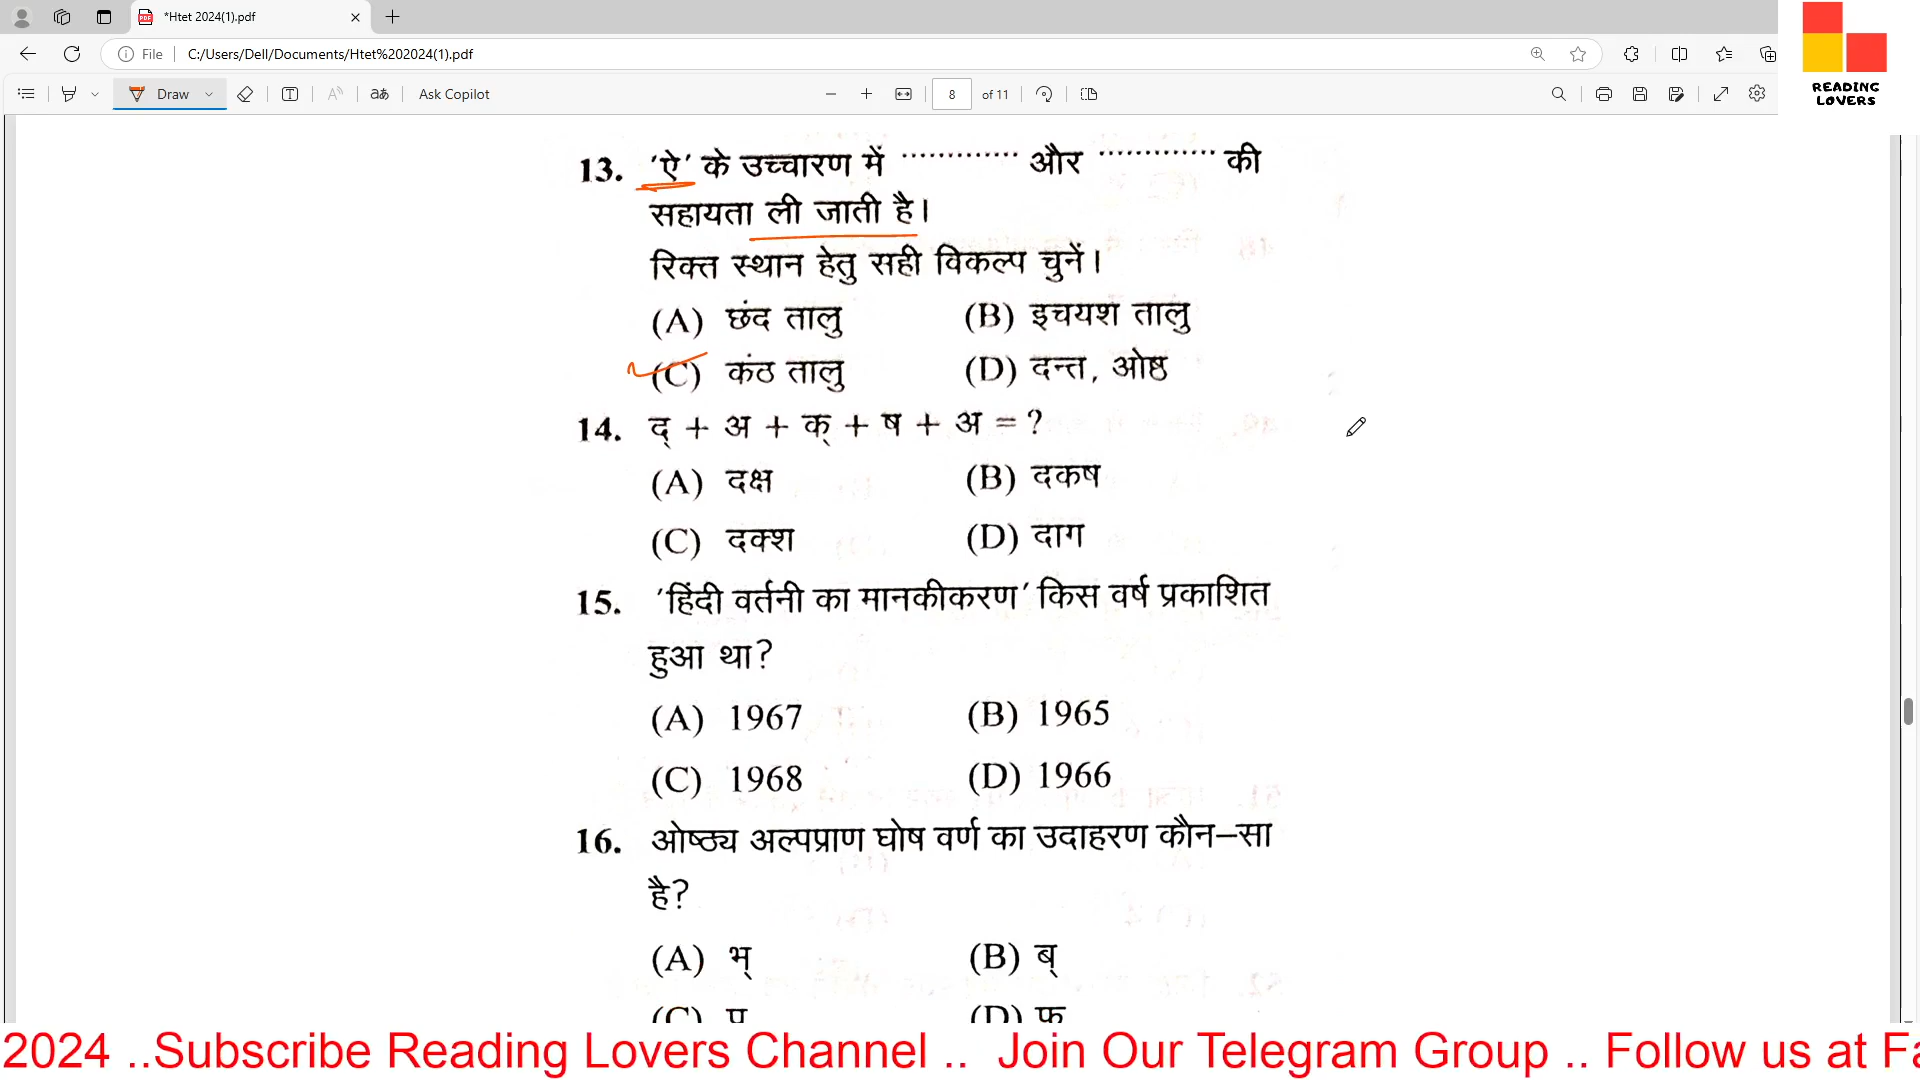 *Htet 2024(1).pdf
File
C:/Users/Dell/Documents/Htet%202024(1).pdf
Draw
aあ
Ask Copilot
8
of 11
READING
LOVERS
13. 'ऐ' के उच्चारण में ............. और ............. की
सहायता ली जाती है।
रिक्त स्थान हेतु सही विकल्प चुनें।
(A) छंद तालु (B) इचयश तालु
(C) कंठ तालु (D) दन्त, ओष्ठ
14. द् + अ + क् + ष + अ = ?
(A) दक्ष (B) दकष
(C) दक्श (D) दाग
15. 'हिंदी वर्तनी का मानकीकरण' किस वर्ष प्रकाशित
हुआ था?
(A) 1967 (B) 1965
(C) 1968 (D) 1966
16. ओष्ठ्य अल्पप्राण घोष वर्ण का उदाहरण कौन-सा
है?
(A) भ् (B) ब्
(C) प (D) फ
2024 ..Subscribe Reading Lovers Channel .. Join Our Telegram Group .. Follow us at Fa